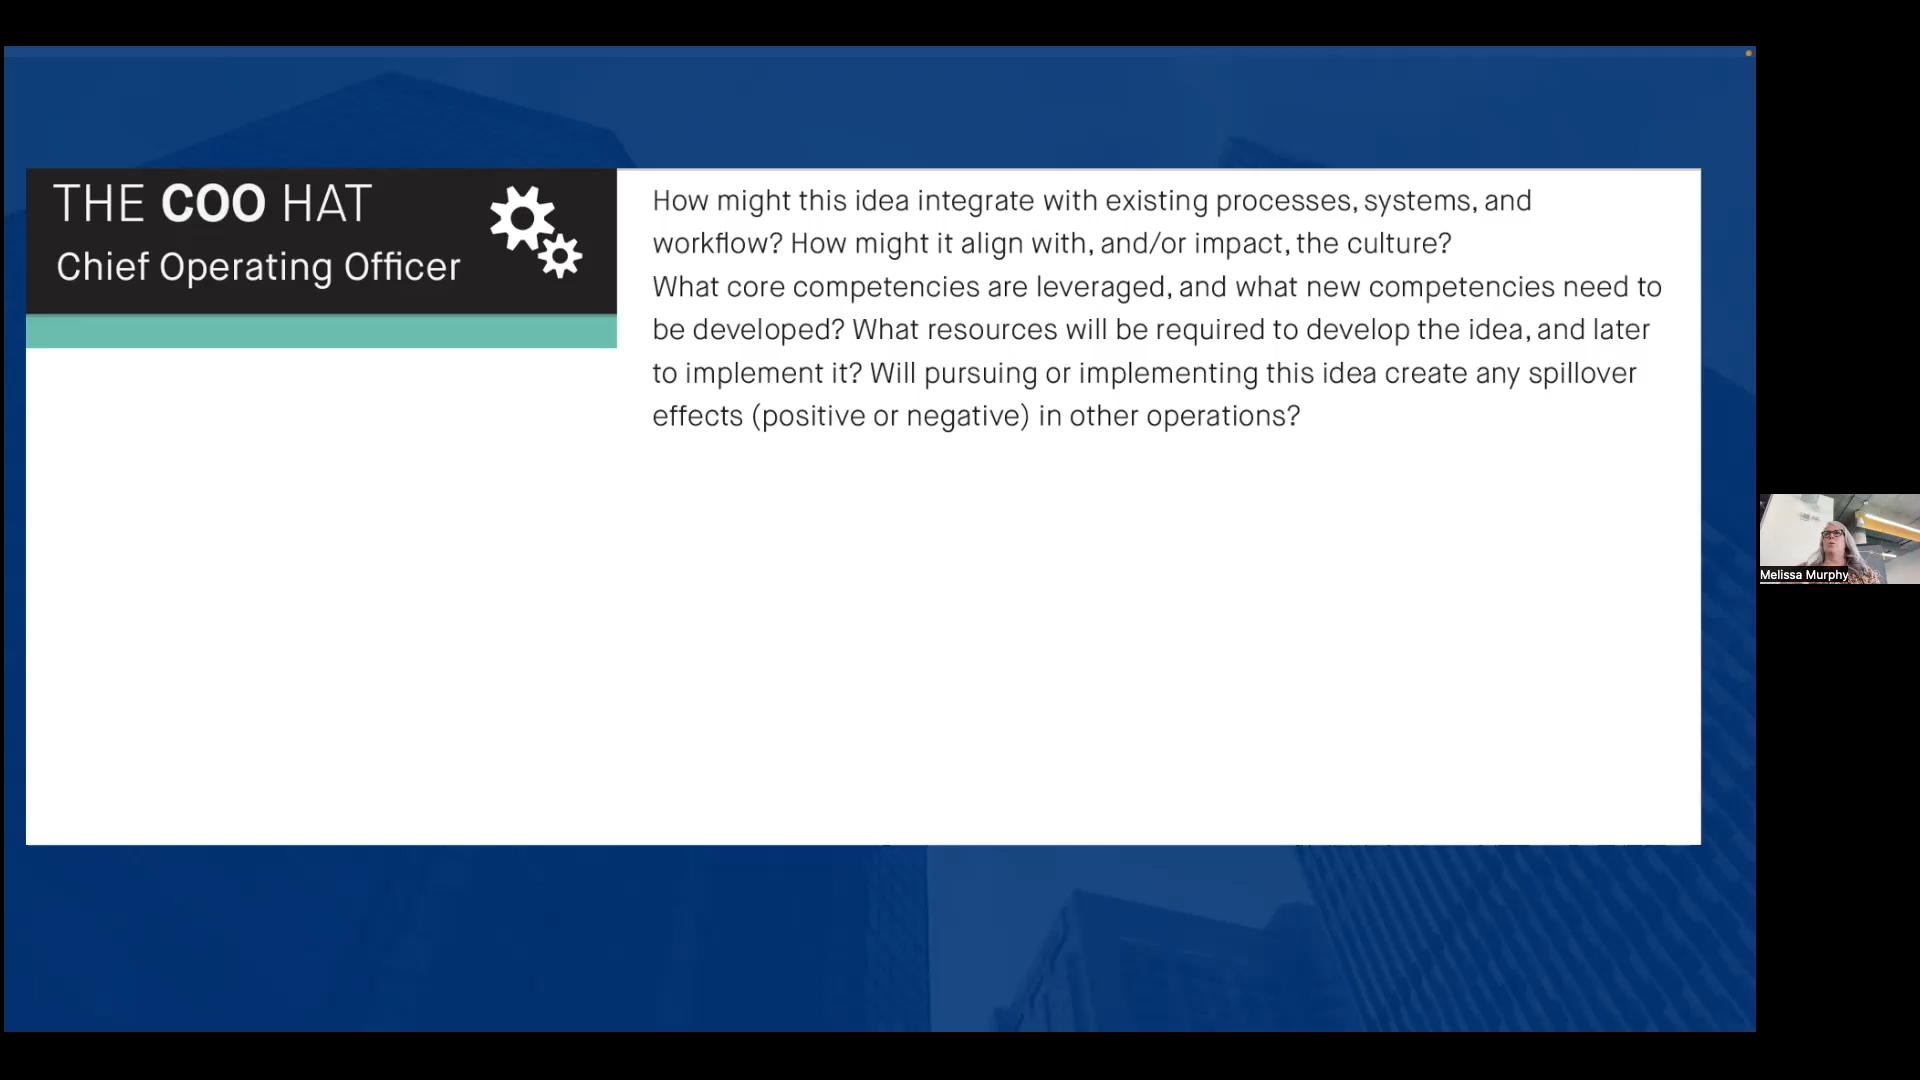 THE COO HAT
Chief Operating Officer
How might this idea integrate with existing processes, systems, and
workflow? How might it align with, and/or impact, the culture?
What core competencies are leveraged, and what new competencies need to
be developed? What resources will be required to develop the idea, and later
to implement it? Will pursuing or implementing this idea create any spillover
effects (positive or negative) in other operations?
Melissa Murphy